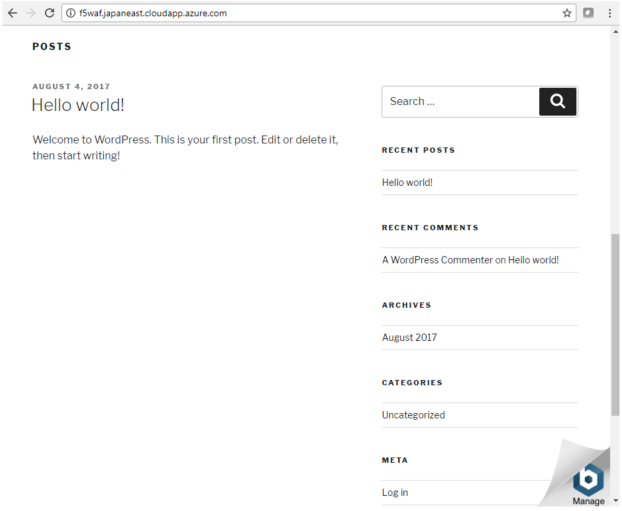 f5waf.japaneast.cloudapp.azure.com
POSTS
AUGUST 4, 2017
Hello world!
Welcome to WordPress. This is your first post. Edit or delete it,
then start writing!
Search ...
RECENT POSTS
Hello world!
RECENT COMMENTS
A WordPress Commenter on Hello world!
ARCHIVES
August 2017
CATEGORIES
Uncategorized
META
Log in
Manage